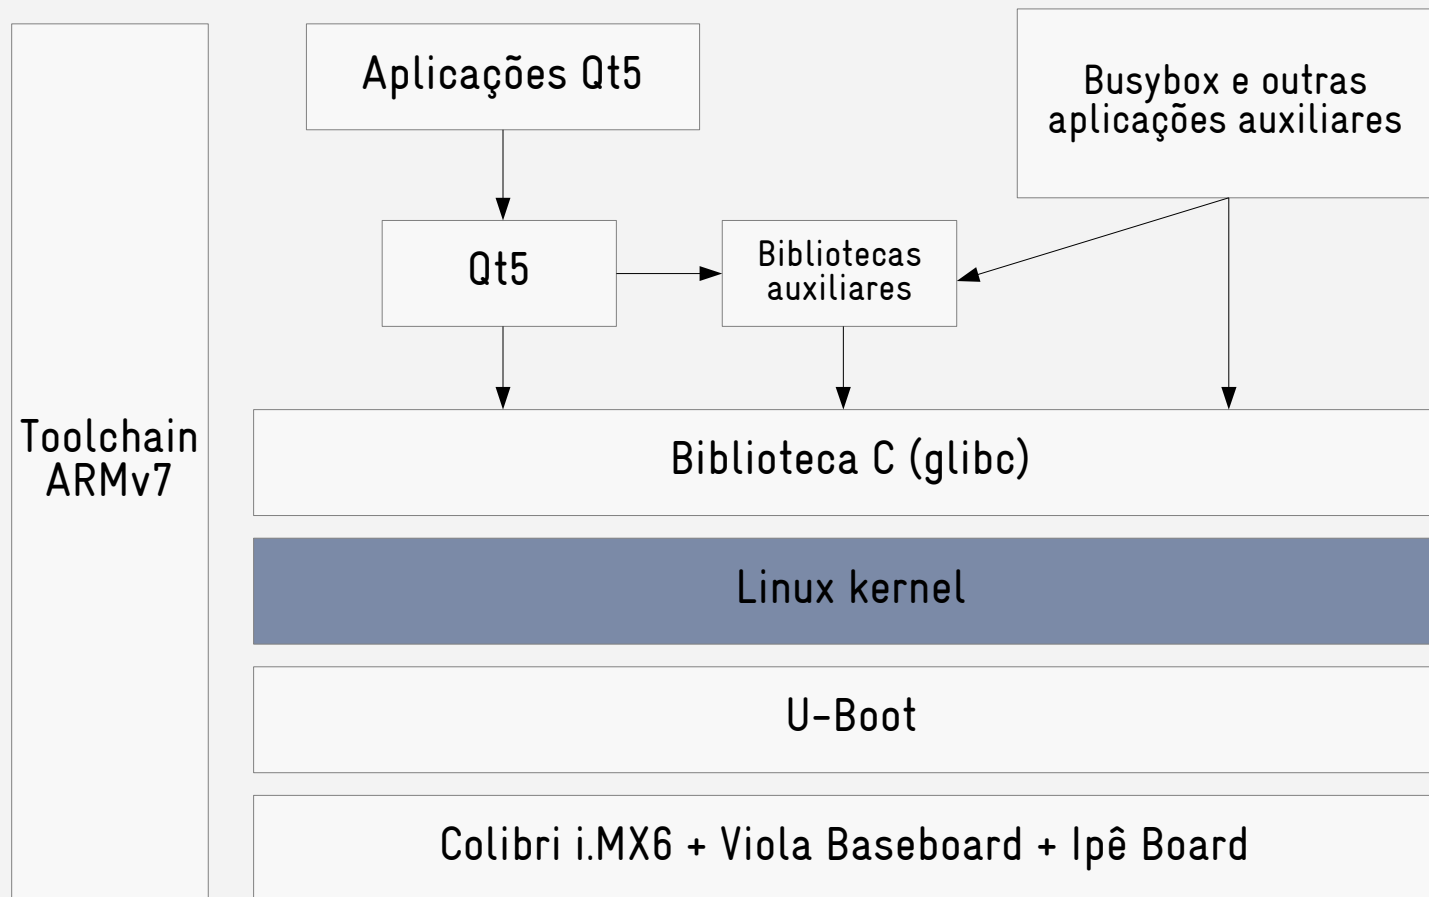 Aplicações Qt5
Busybox e outras
aplicações auxiliares
Qt5
Bibliotecas
auxiliares
Toolchain
ARMv7
Biblioteca C (glibc)
Linux kernel
U-Boot
Colibri i.MX6 + Viola Baseboard + Ipê Board